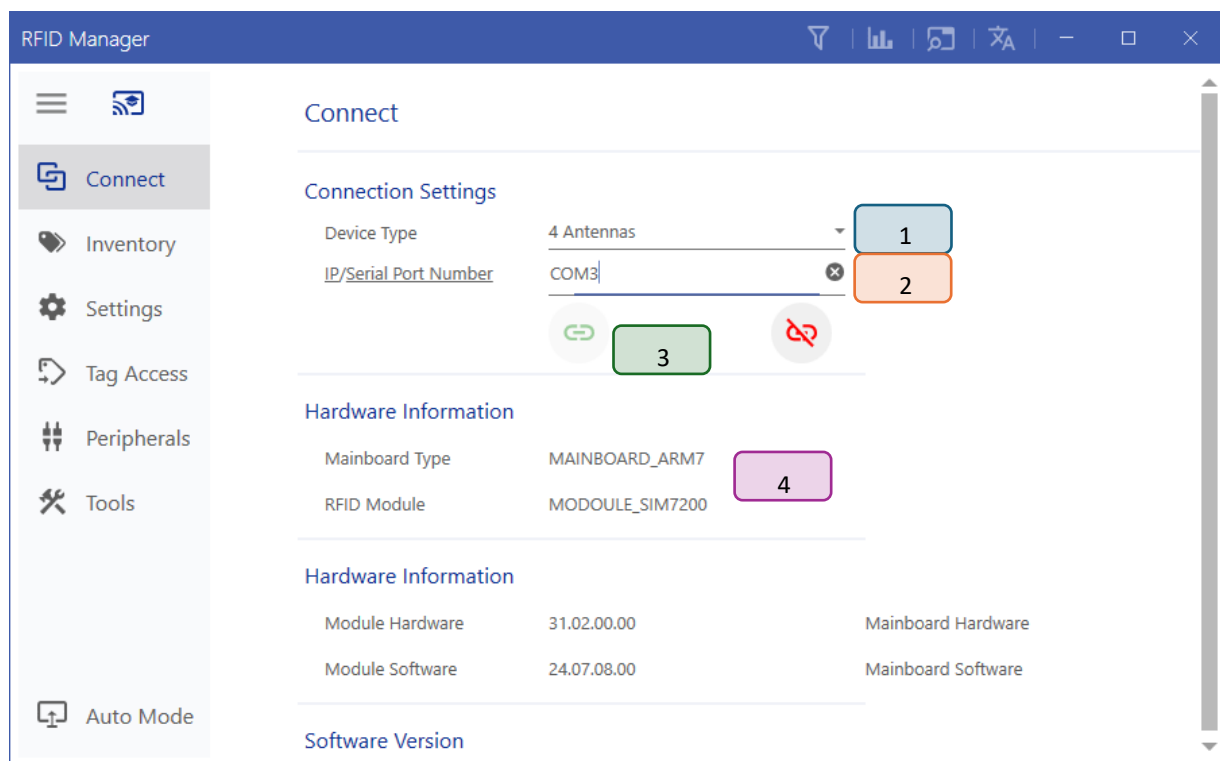 RFID Manager
Connect
Connect
Inventory
Settings
Tag Access
Peripherals
Tools
Auto Mode
Connection Settings
Device Type 4 Antennas 1
IP/Serial Port Number COM3 2
3
Hardware Information
Mainboard Type MAINBOARD_ARM7
4
RFID Module MODOULE_SIM7200
Hardware Information
Module Hardware 31.02.00.00 Mainboard Hardware
Module Software 24.07.08.00 Mainboard Software
Software Version